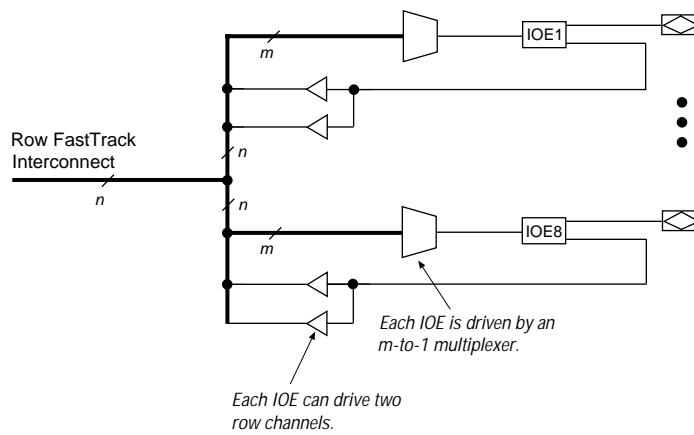 m
IOE1
Row FastTrack
Interconnect
n
n
n
m
IOE8
Each IOE is driven by an
m-to-1 multiplexer.
Each IOE can drive two
row channels.